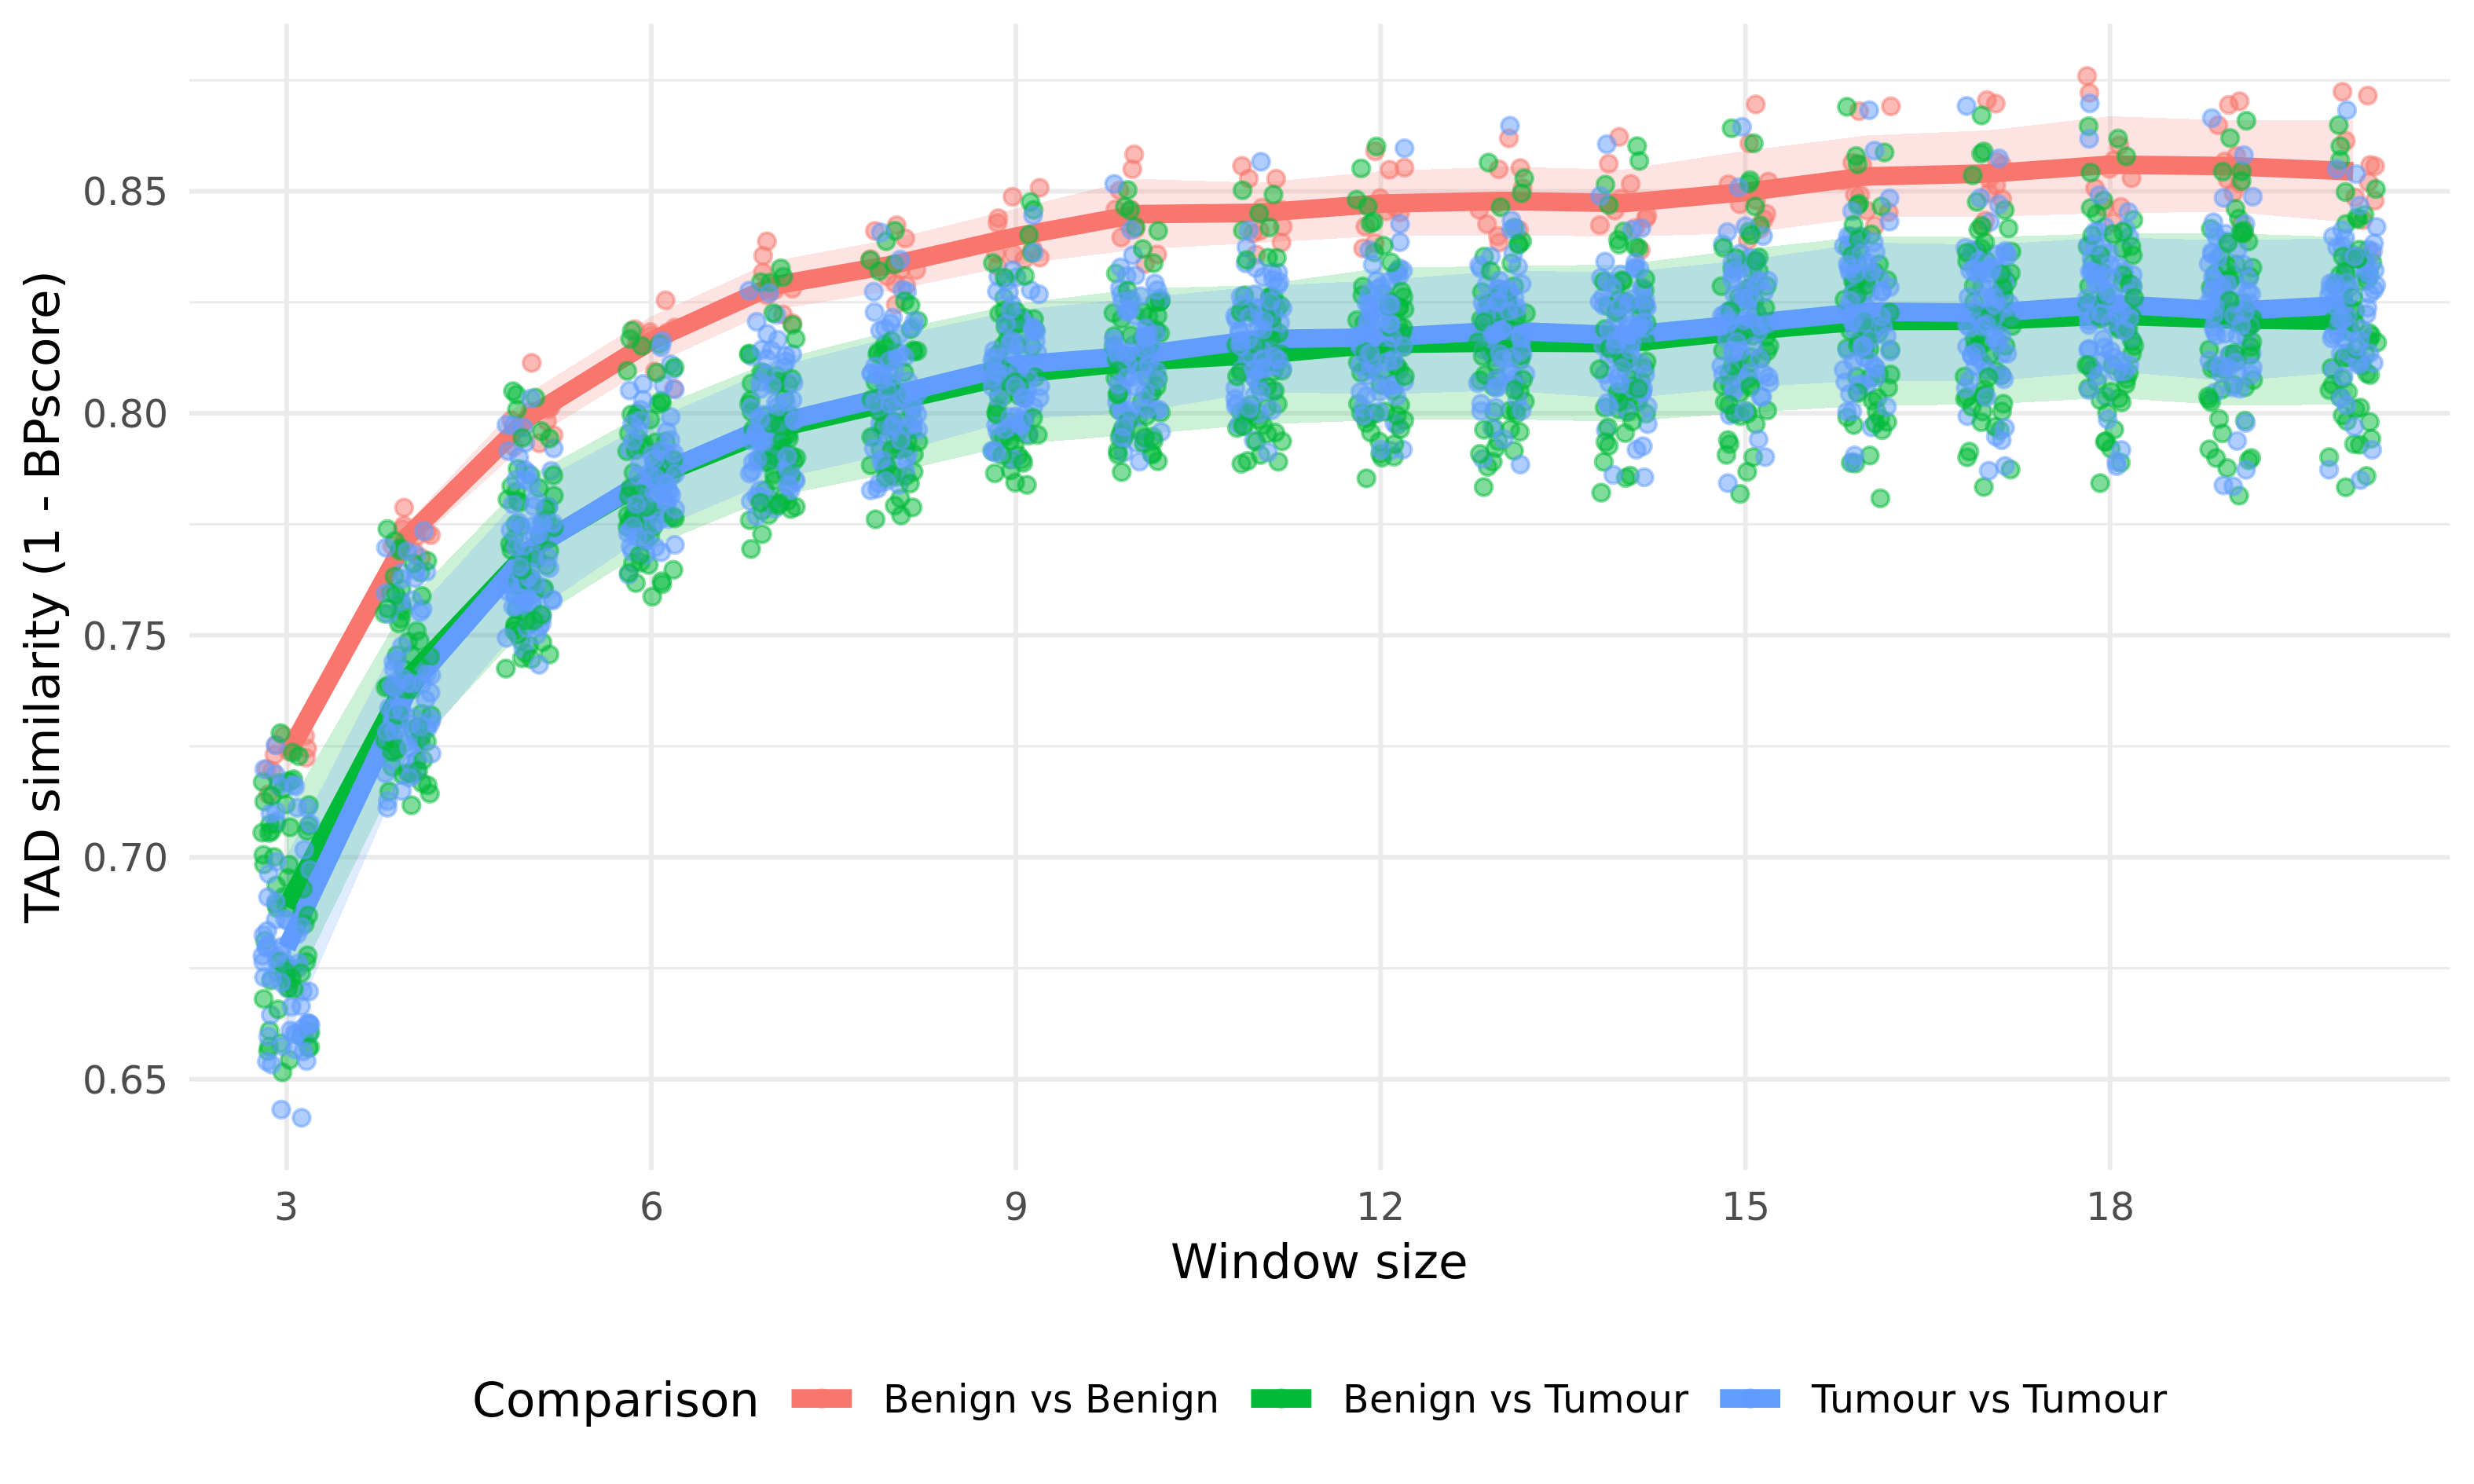 TAD similarity (1 - BPscore)
0.85
0.80
0.75
0.70
0.65
3 6 9 12 15 18
Window size
Comparison Benign vs Benign Benign vs Tumour Tumour vs Tumour